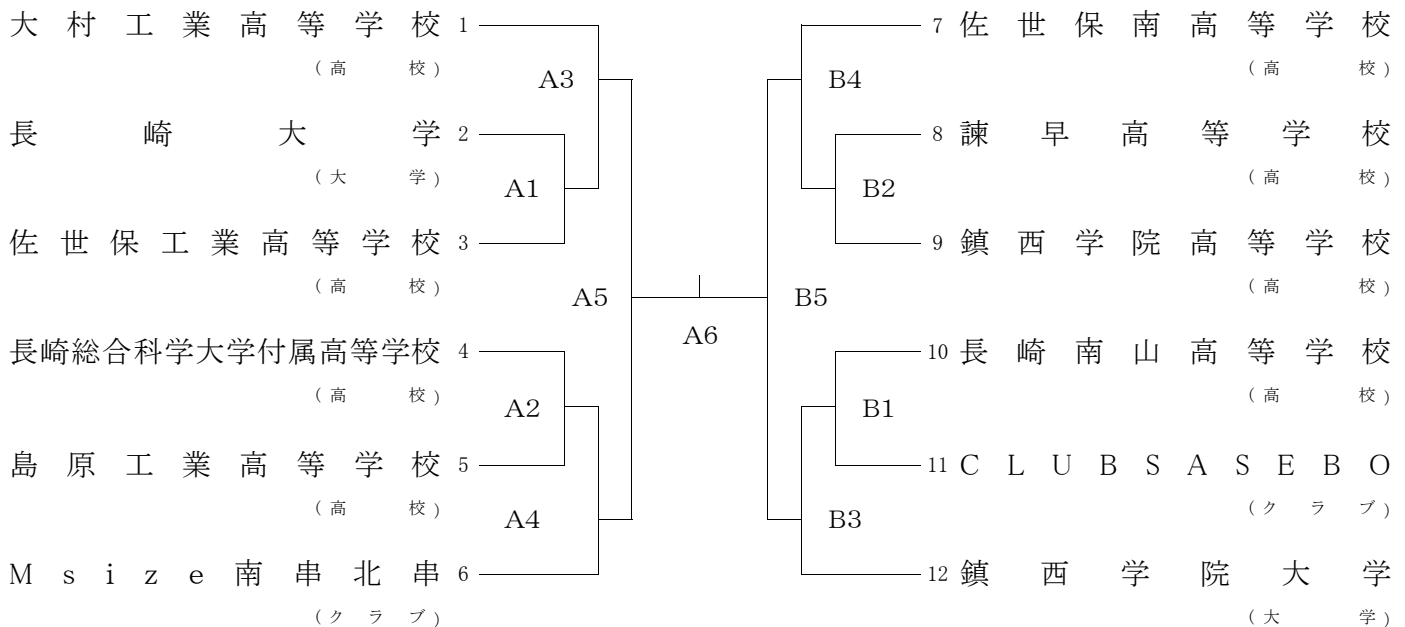 大村工業高等学校 1
(高校)
A3
長崎大学 2
(大学)
A1
佐世保工業高等学校 3
(高校)
A5
長崎総合科学大学付属高等学校 4
(高校)
A2
島原工業高等学校 5
(高校)
A4
Msize南串北串 6
(クラブ)
A6
7 佐世保南高等学校
(高校)
B4
8 諫早高等学校
(高校)
B2
9 鎮西学院高等学校
(高校)
B5
10 長崎南山高等学校
(高校)
B1
11 CLUBSASEBO
(クラブ)
B3
12 鎮西学院大学
(大学)